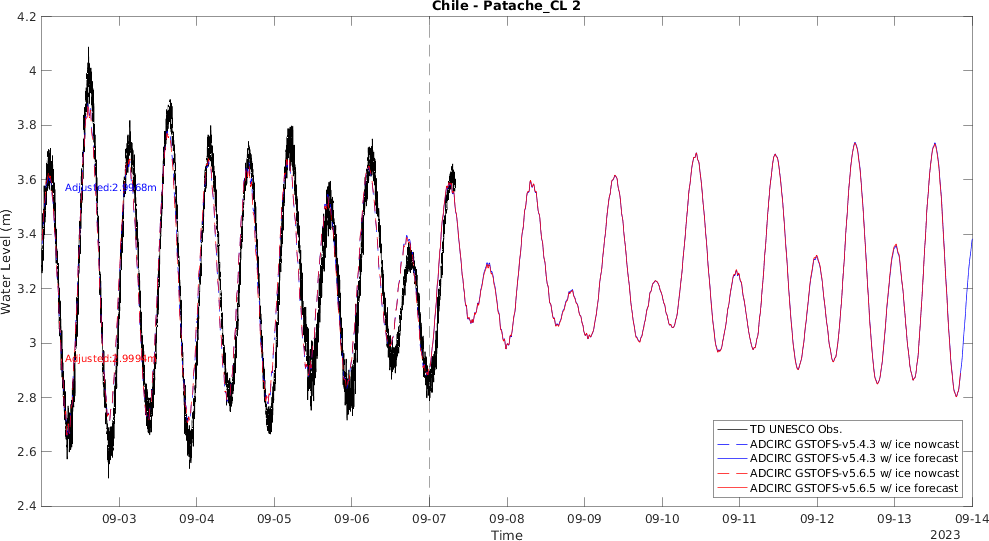 Chile - Patache_CL 2
4.2
4
3.8
3.6
3.4
3.2
3
2.8
2.6
2.4
Water Level (m)
Adjusted:2.9968m
TD UNESCO Obs.
ADCIRC GSTOFS-v5.4.3 w/ ice nowcast
ADCIRC GSTOFS-v5.4.3 w/ ice forecast
ADCIRC GSTOFS-v5.6.5 w/ ice nowcast
ADCIRC GSTOFS-v5.6.5 w/ ice forecast
09-03 09-04 09-05 09-06 09-07 09-08 09-09 09-10 09-11 09-12 09-13 09-14
Time
2023